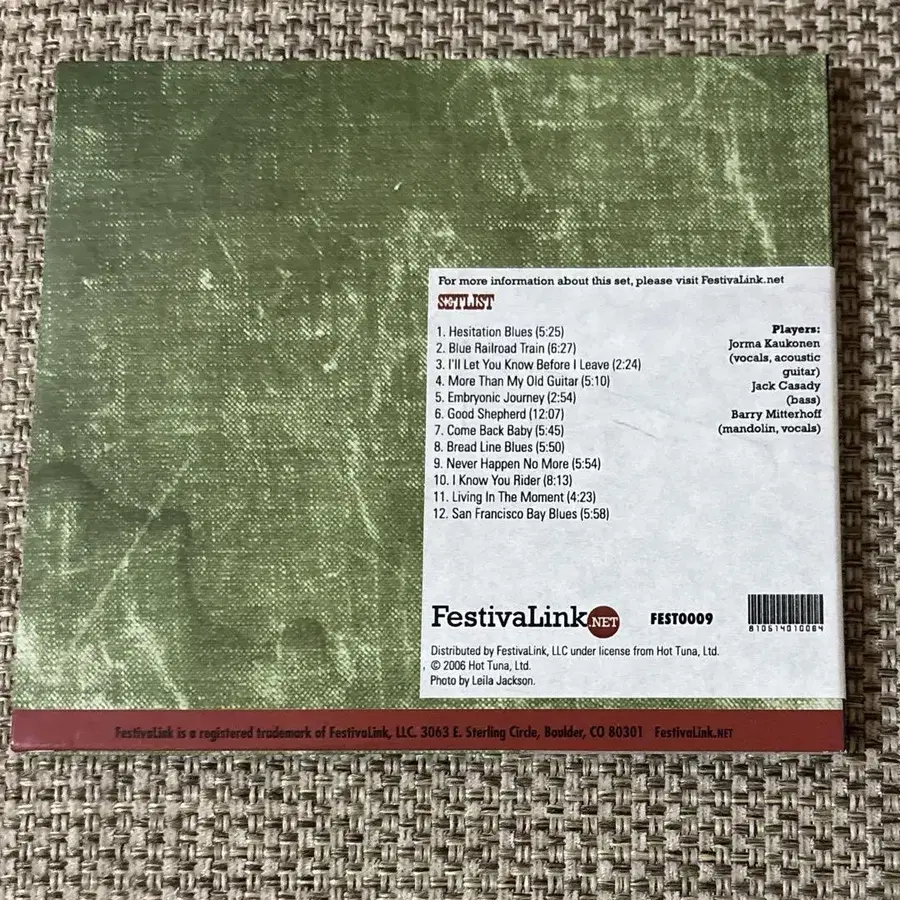 For more information about this set, please visit FestivaLink.net
SETLIST
1. Hesitation Blues (5:25)
2. Blue Railroad Train (6:27)
3. I'll Let You Know Before I Leave (2:24)
4. More Than My Old Guitar (5:10)
5. Embryonic Journey (2:54)
6. Good Shepherd (12:07)
7. Come Back Baby (5:45)
8. Bread Line Blues (5:50)
9. Never Happen No More (5:54)
10. I Know You Rider (8:13)
11. Living In The Moment (4:23)
12. San Francisco Bay Blues (5:58)
Players:
Jorma Kaukonen
(vocals, acoustic
guitar)
Jack Casady
(bass)
Barry Mitterhoff
(mandolin, vocals)
FestivaLink.NET
FEST0009
810514010084
Distributed by FestivaLink, LLC under license from Hot Tuna, Ltd.
© 2006 Hot Tuna, Ltd.
Photo by Leila Jackson.
FestivaLink is a registered trademark of FestivaLink, LLC. 3063 E. Sterling Circle, Boulder, CO 80301 FestivaLink.NET